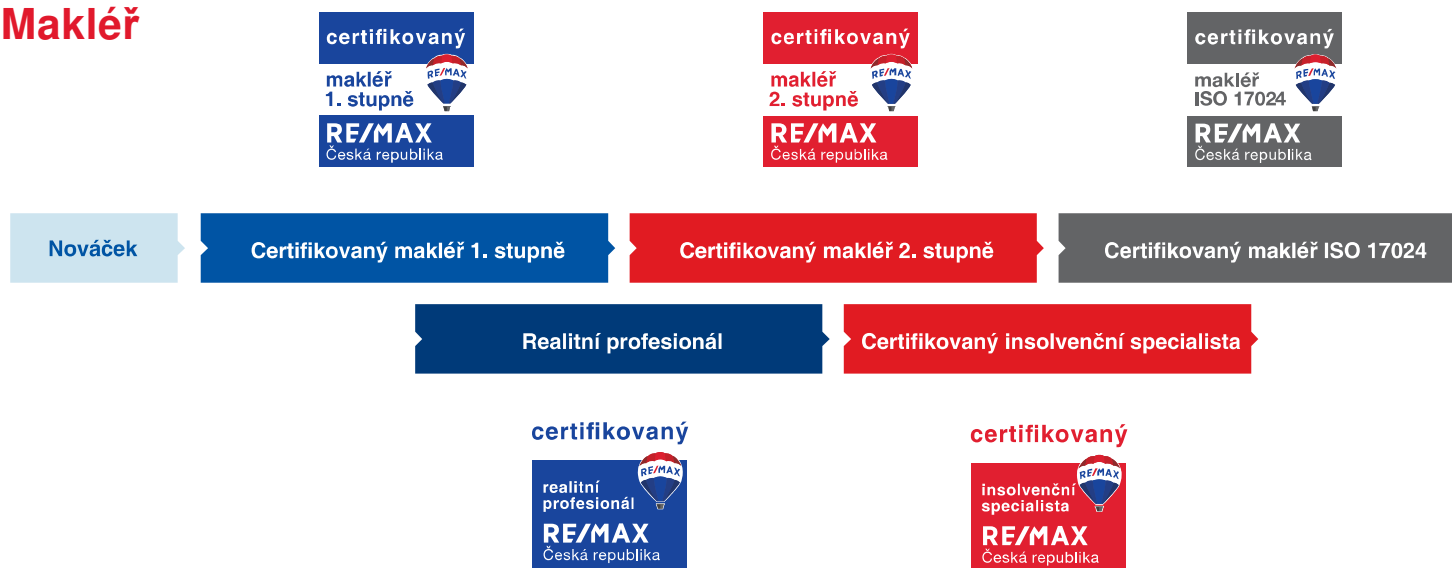 Makléř
certifikovaný
makléř
1. stupně
RE/MAX
RE/MAX
Česká republika
certifikovaný
makléř
2. stupně
RE/MAX
RE/MAX
Česká republika
certifikovaný
makléř
ISO 17024
RE/MAX
RE/MAX
Česká republika
Nováček
Certifikovaný makléř 1. stupně
Certifikovaný makléř 2. stupně
Certifikovaný makléř ISO 17024
Realitní profesionál
Certifikovaný insolvenční specialista
certifikovaný
RE/MAX
realitní
profesionál
RE/MAX
Česká republika
certifikovaný
RE/MAX
insolvenční
specialista
RE/MAX
Česká republika